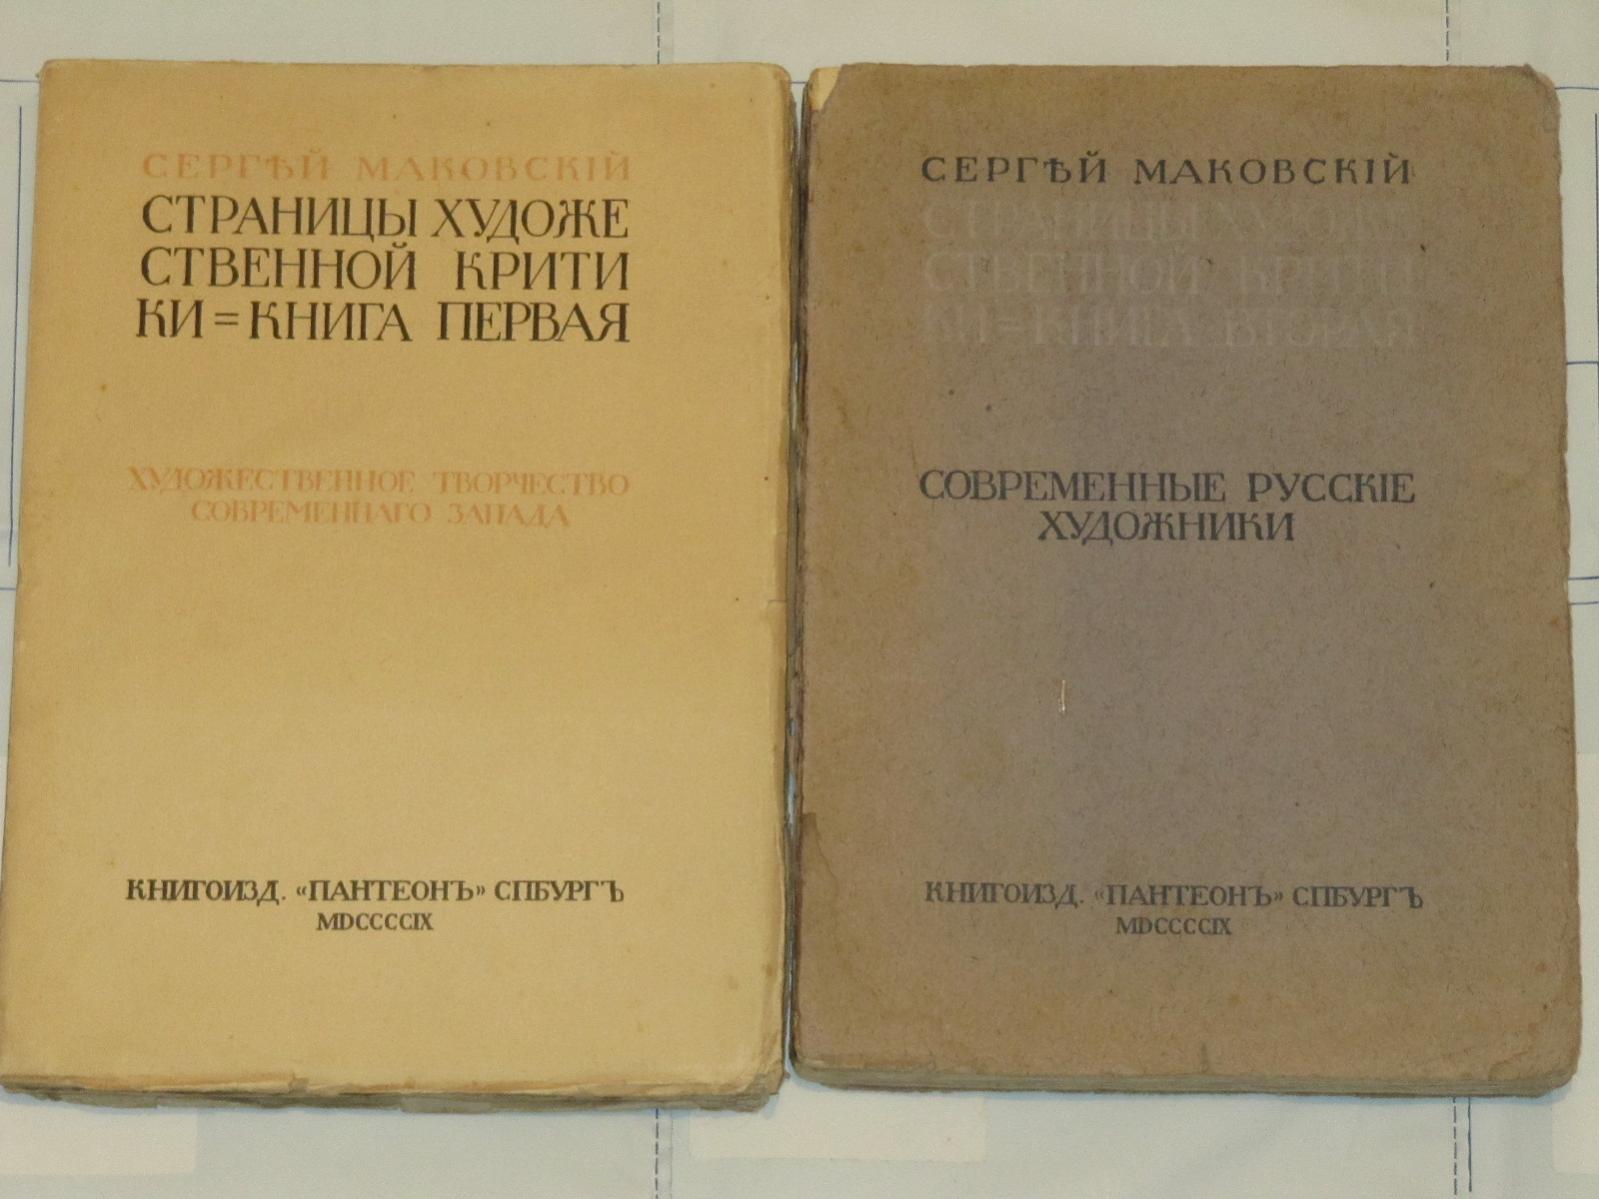 СЕРГѢЙ МАКОВСКІЙ
СТРАНИЦЫ ХУДОЖЕ
СТВЕННОЙ КРИТИ
КИ = КНИГА ПЕРВАЯ
ХУДОЖЕСТВЕННОЕ ТВОРЧЕСТВО
СОВРЕМЕННАГО ЗАПАДА
КНИГОИЗД. «ПАНТЕОНЪ» СПБУРГЪ
MDCCCCIX
СЕРГѢЙ МАКОВСКІЙ
СТРАНИЦЫ ХУДОЖЕ
СТВЕННОЙ КРИТИ
КИ = КНИГА ВТОРАЯ
СОВРЕМЕННЫЕ РУССКІЕ
ХУДОЖНИКИ
КНИГОИЗД. «ПАНТЕОНЪ» СПБУРГЪ
MDCCCCIX